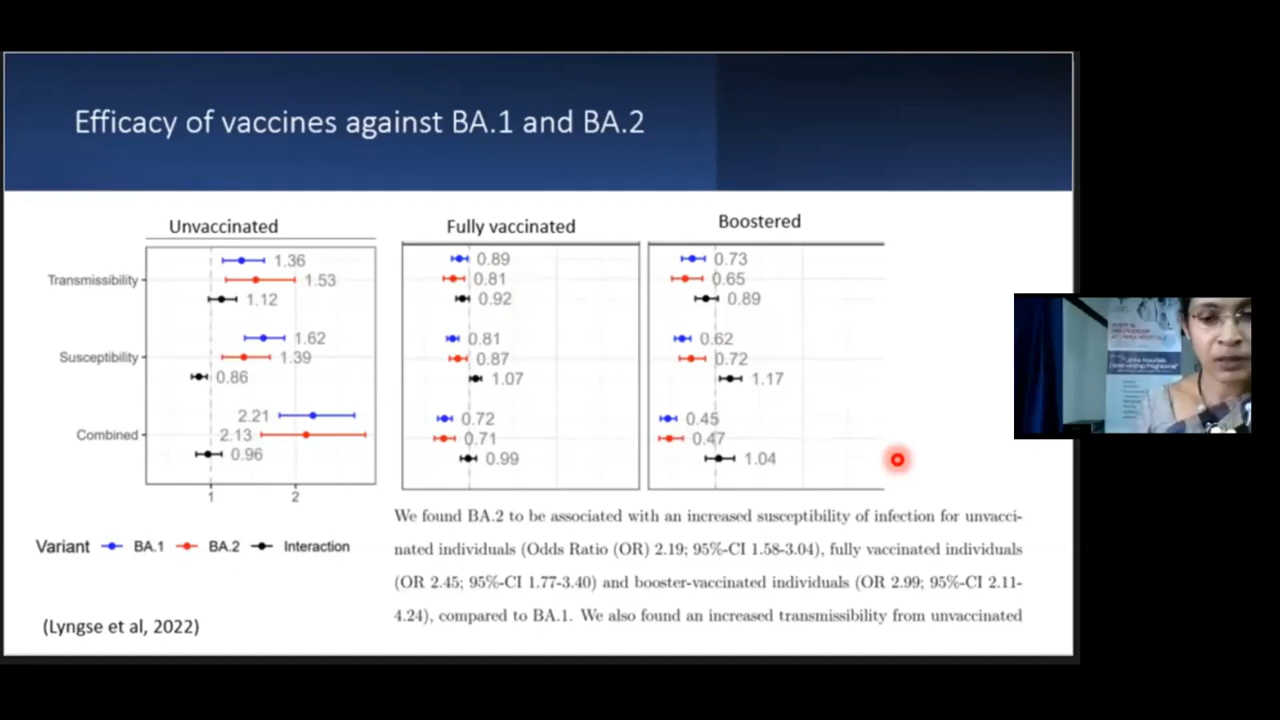 Efficacy of vaccines against BA.1 and BA.2
Unvaccinated
Fully vaccinated
Boostered
Transmissibility
1.36
1.53
1.12
0.89
0.81
0.92
0.73
0.65
0.89
Susceptibility
1.62
1.39
0.86
0.81
0.87
1.07
0.62
0.72
1.17
Combined
2.21
2.13
0.96
0.72
0.71
0.99
0.45
0.47
1.04
1 2
Variant BA.1 BA.2 Interaction
We found BA.2 to be associated with an increased susceptibility of infection for unvacci-
nated individuals (Odds Ratio (OR) 2.19; 95%-CI 1.58-3.04), fully vaccinated individuals
(OR 2.45; 95%-CI 1.77-3.40) and booster-vaccinated individuals (OR 2.99; 95%-CI 2.11-
4.24), compared to BA.1. We also found an increased transmissibility from unvaccinated
(Lyngse et al, 2022)